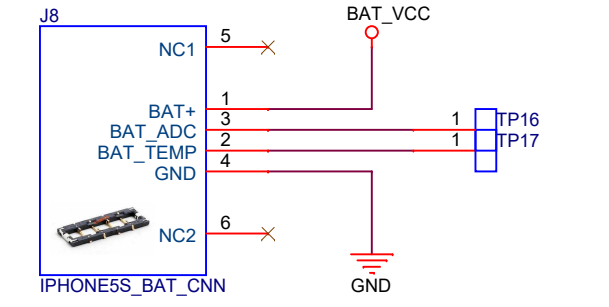 J8
BAT_VCC
NC1 5
BAT+ 1
BAT_ADC 3 1 TP16
BAT_TEMP 2 1 TP17
GND 4
NC2 6
IPHONE5S_BAT_CNN
GND